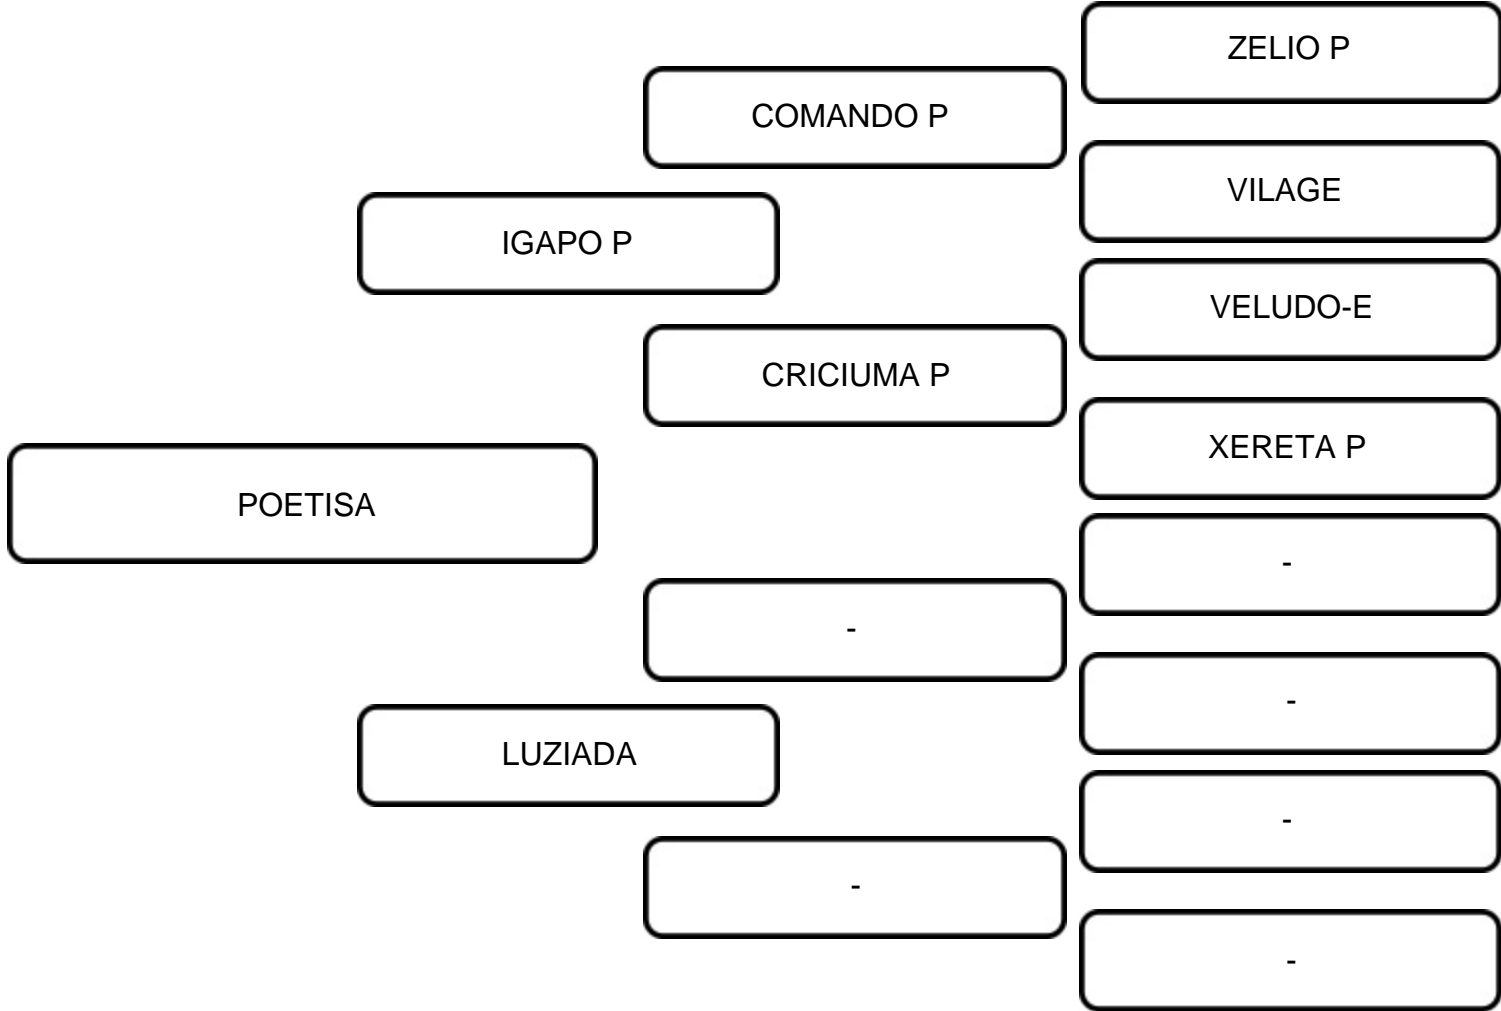 ZELIO P
COMANDO P
VILAGE
IGAPO P
VELUDO-E
CRICIUMA P
XERETA P
POETISA
-
-
-
LUZIADA
-
-
-